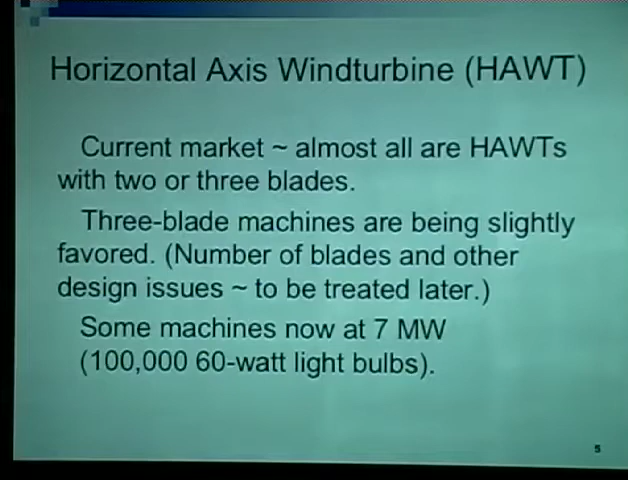 Horizontal Axis Windturbine (HAWT)
Current market ~ almost all are HAWTs
with two or three blades.
Three-blade machines are being slightly
favored. (Number of blades and other
design issues ~ to be treated later.)
Some machines now at 7 MW
(100,000 60-watt light bulbs).
5